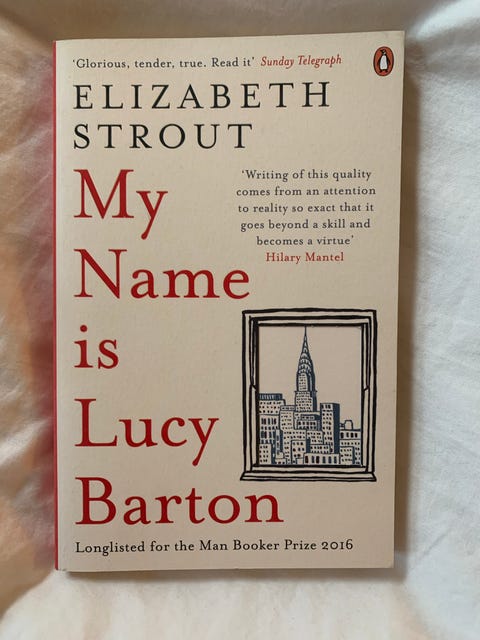 ‘Glorious, tender, true. Read it’ Sunday Telegraph
ELIZABETH
STROUT
My
Name
is
Lucy
Barton
‘Writing of this quality
comes from an attention
to reality so exact that it
goes beyond a skill and
becomes a virtue’
Hilary Mantel
Longlisted for the Man Booker Prize 2016